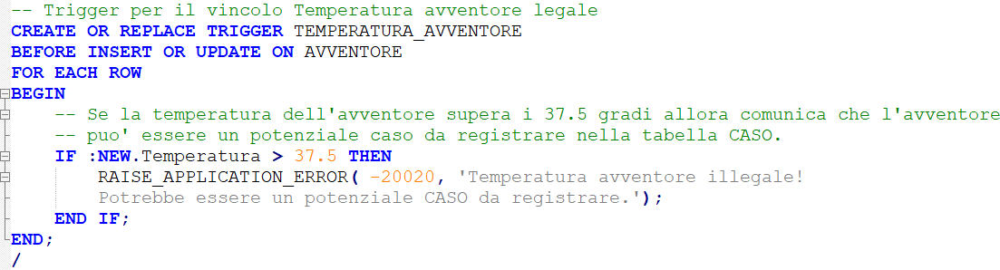 -- Trigger per il vincolo Temperatura avventore legale
CREATE OR REPLACE TRIGGER TEMPERATURA_AVVENTORE
BEFORE INSERT OR UPDATE ON AVVENTORE
FOR EACH ROW
BEGIN
    -- Se la temperatura dell'avventore supera i 37.5 gradi allora comunica che l'avventore
    -- puo' essere un potenziale caso da registrare nella tabella CASO.
    IF :NEW.Temperatura > 37.5 THEN
        RAISE_APPLICATION_ERROR( -20020, 'Temperatura avventore illegale!
        Potrebbe essere un potenziale CASO da registrare.');
    END IF;
END;
/